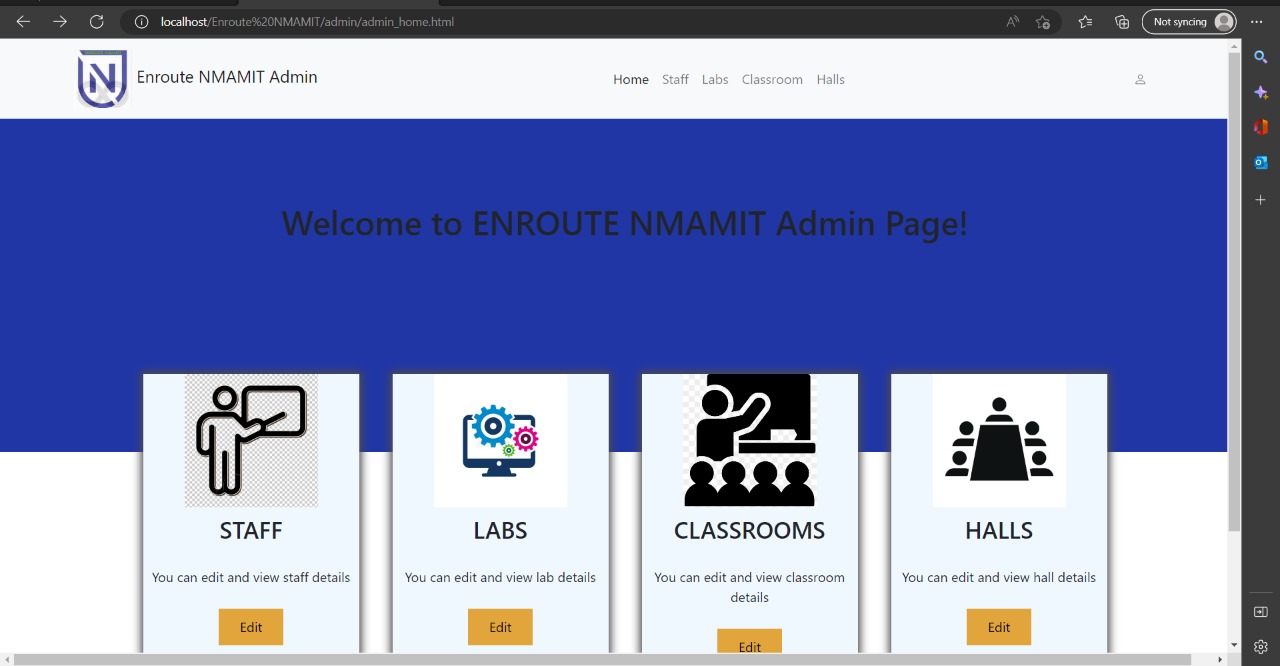 localhost/Enroute%20NMAMIT/admin/admin_home.html
Not syncing
Enroute NMAMIT Admin
Home Staff Labs Classroom Halls
Welcome to ENROUTE NMAMIT Admin Page!
STAFF
LABS
CLASSROOMS
HALLS
You can edit and view staff details
You can edit and view lab details
You can edit and view classroom
details
You can edit and view hall details
Edit
Edit
Edit
Edit